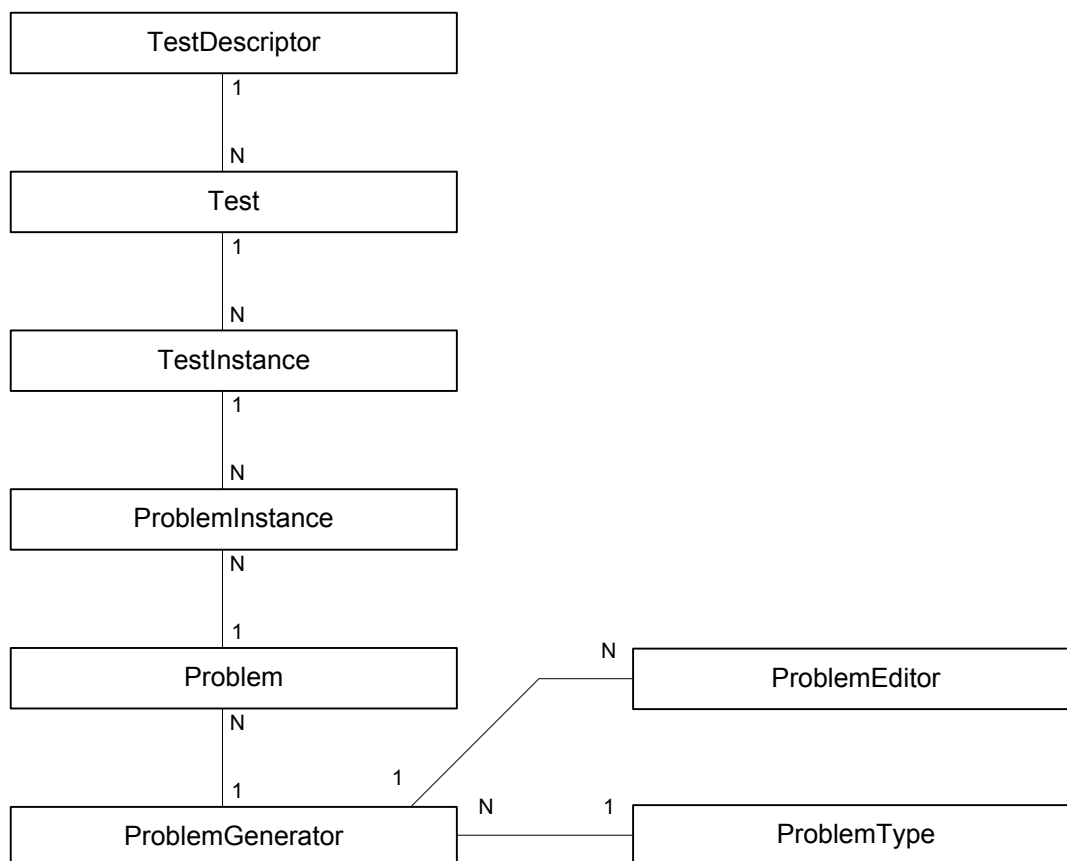 TestDescriptor
1
N
Test
1
N
TestInstance
1
N
ProblemInstance
N
1
Problem
N
ProblemEditor
N
1
1
N
1
ProblemGenerator
ProblemType